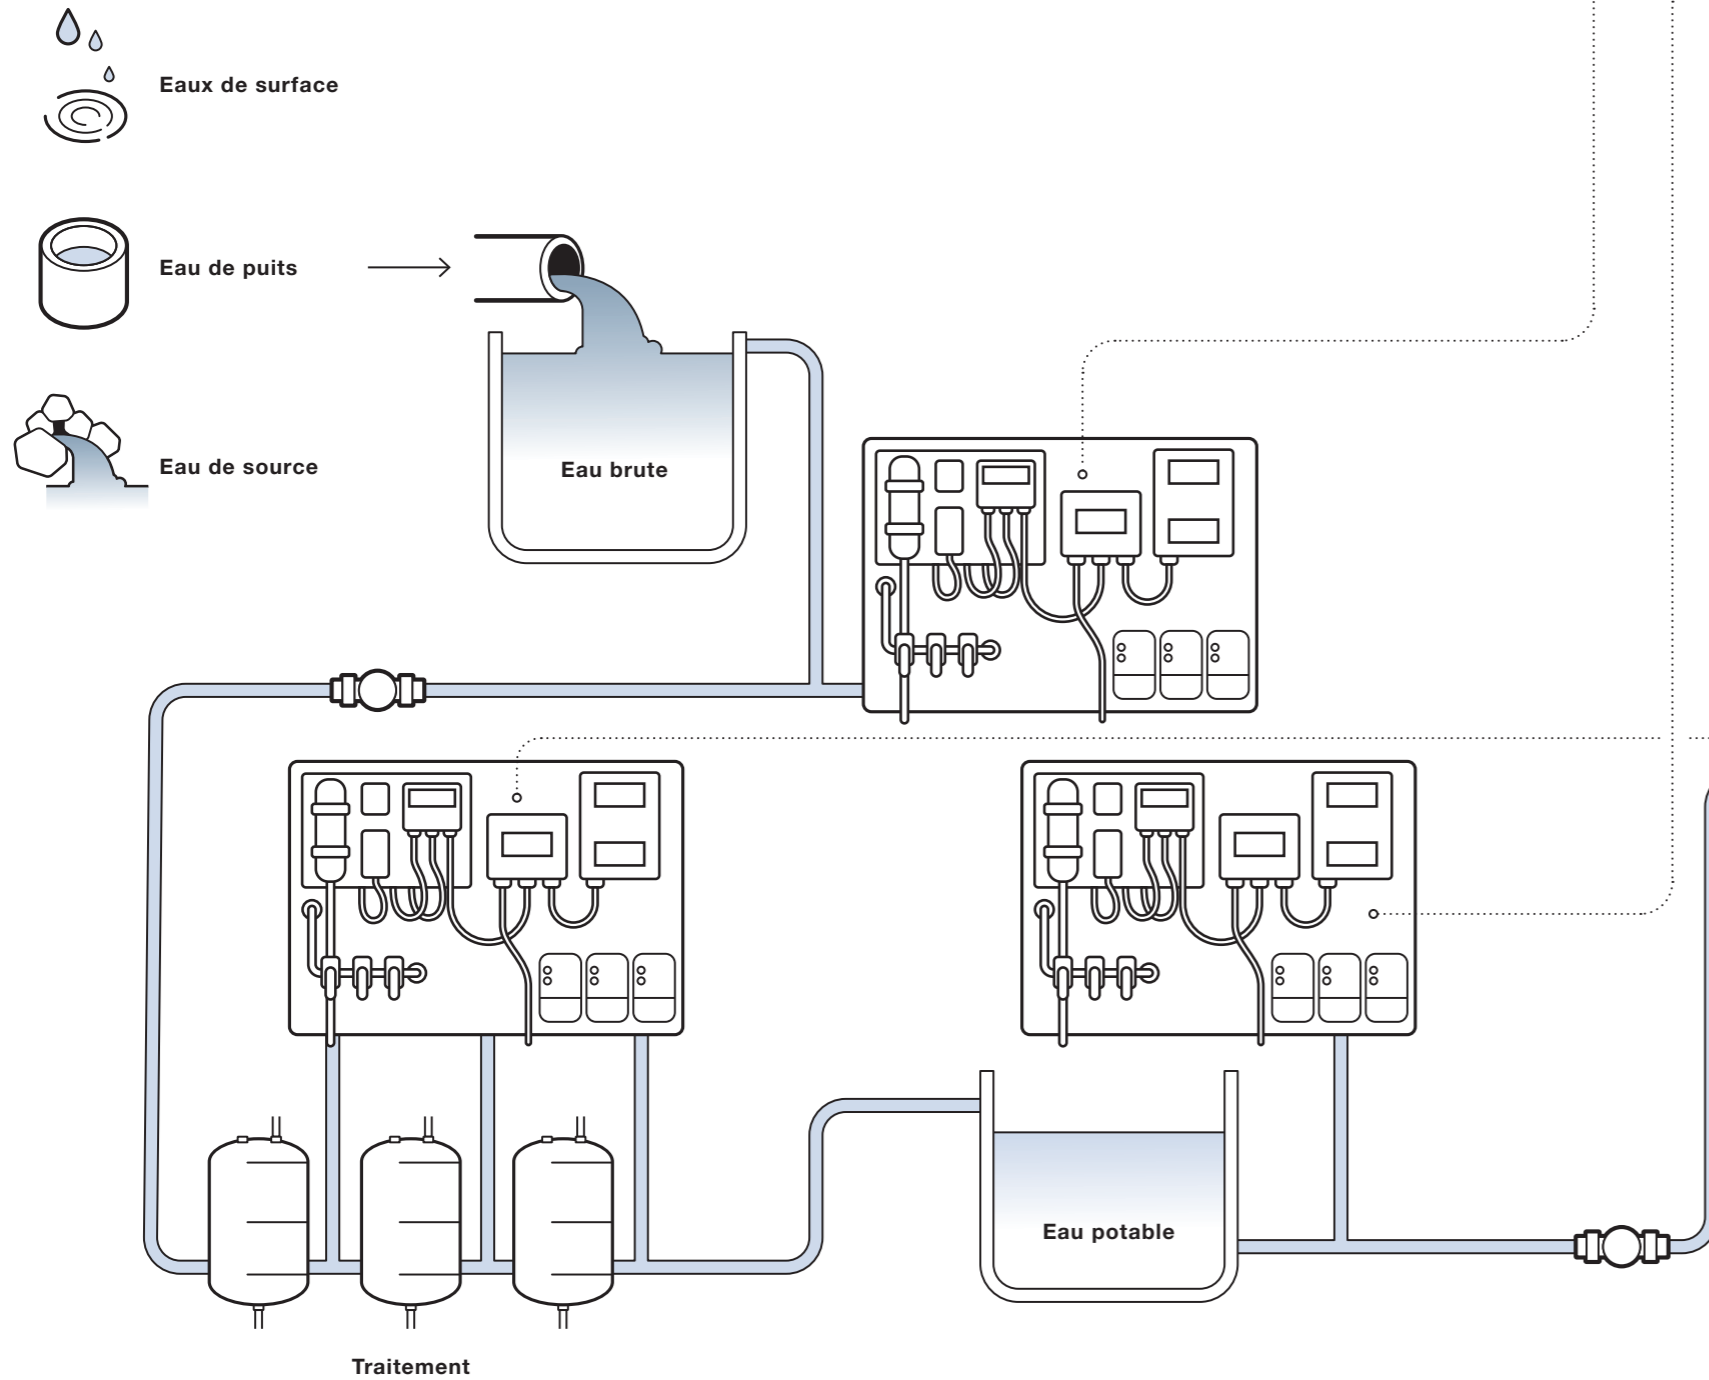 Eaux de surface
Eau de puits
Eau de source
Eau brute
Eau potable
Traitement